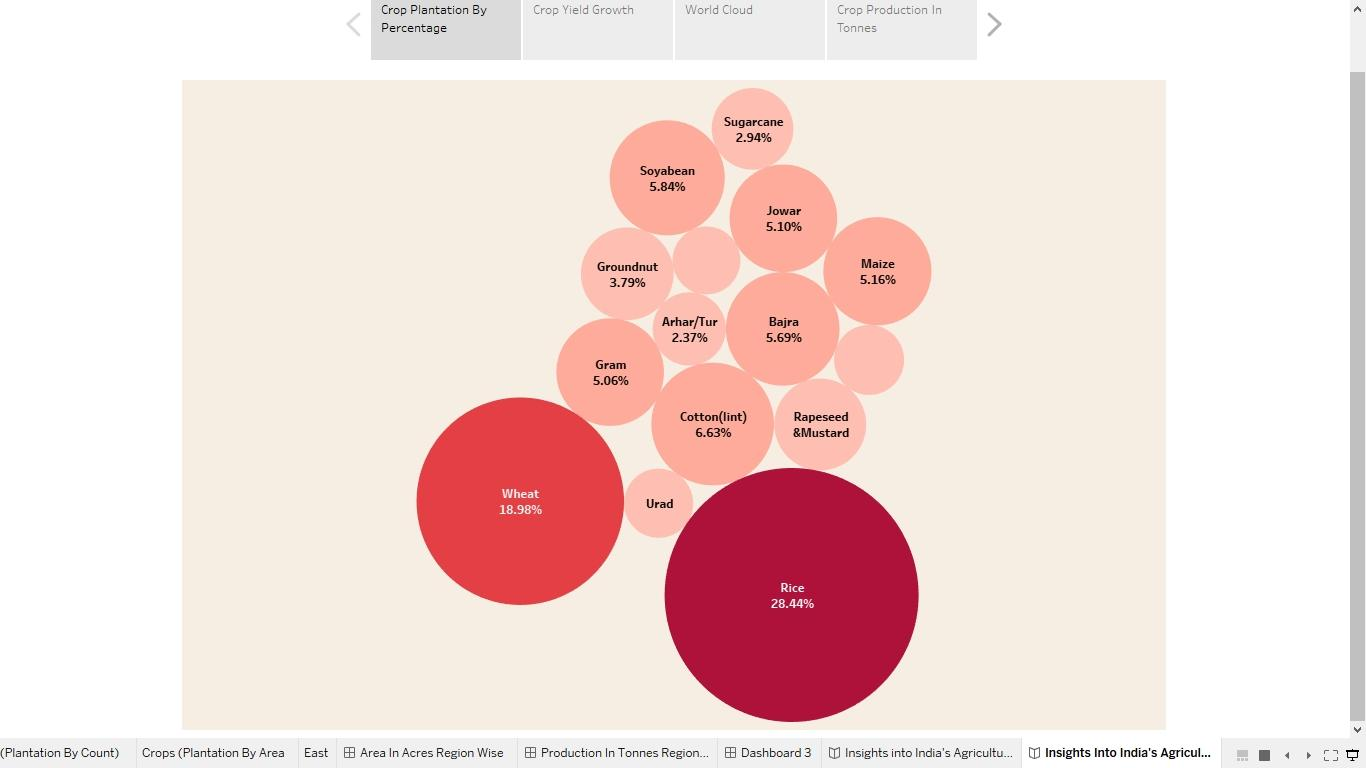 Crop Plantation By
Percentage
Crop Yield Growth
World Cloud
Crop Production In
Tonnes
Sugarcane
2.94%
Soyabean
5.84%
Jowar
5.10%
Groundnut
3.79%
Maize
5.16%
Arhar/Tur
2.37%
Bajra
5.69%
Gram
5.06%
Cotton(lint)
6.63%
Rapeseed
&Mustard
Wheat
18.98%
Urad
Rice
28.44%
(Plantation By Count)
Crops (Plantation By Area
East
Area In Acres Region Wise
Production In Tonnes Region...
Dashboard 3
Insights into India's Agricultu...
Insights Into India's Agricul...